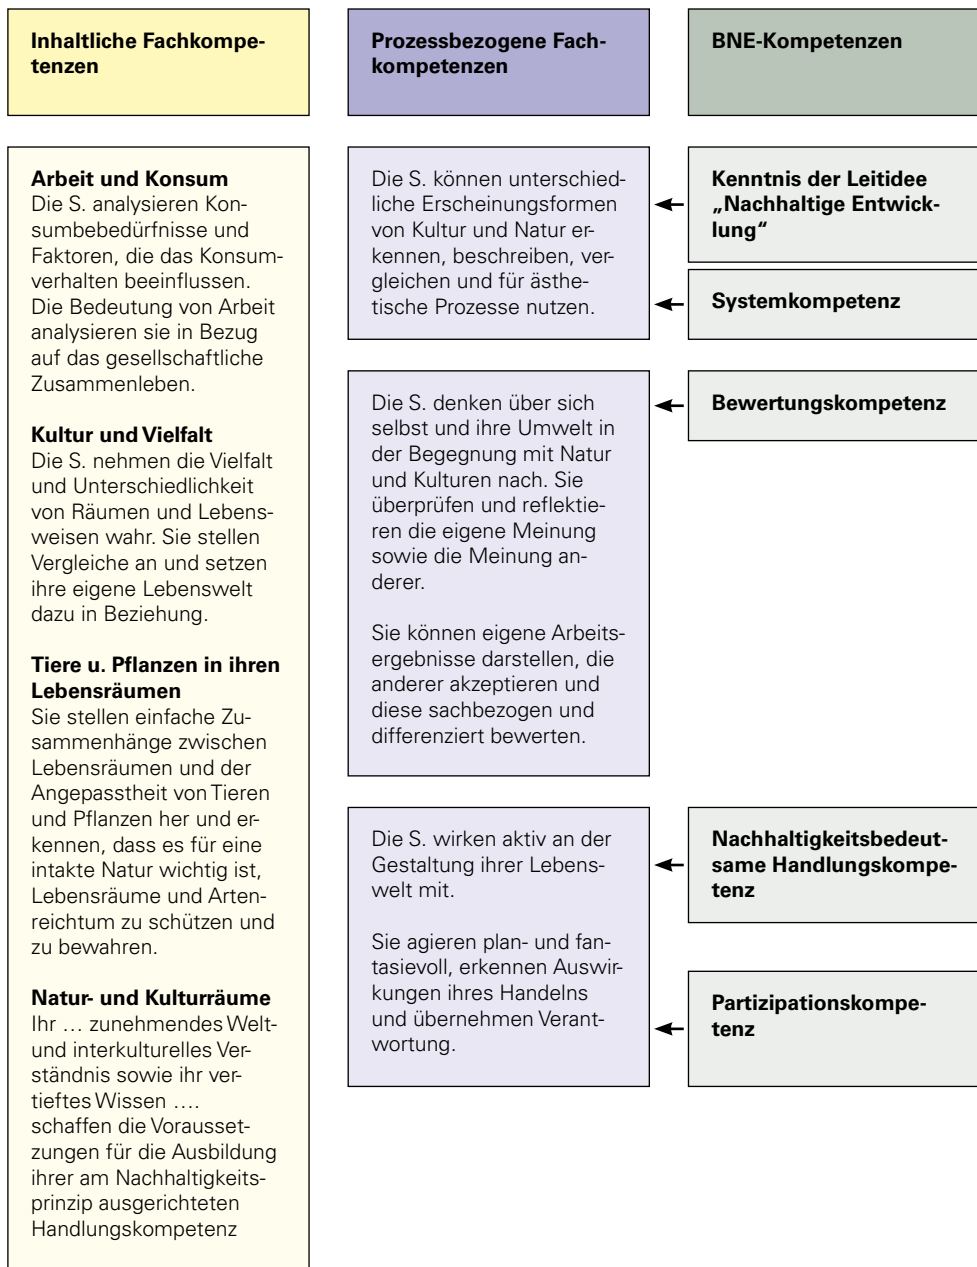 Inhaltliche Fachkompe-
tenzen
Prozessbezogene Fach-
kompetenzen
BNE-Kompetenzen
Arbeit und Konsum
Die S. analysieren Kon-
sumbebedürfnisse und
Faktoren, die das Konsum-
verhalten beeinflussen.
Die Bedeutung von Arbeit
analysieren sie in Bezug
auf das gesellschaftliche
Zusammenleben.
Kultur und Vielfalt
Die S. nehmen die Vielfalt
und Unterschiedlichkeit
von Räumen und Lebens-
weisen wahr. Sie stellen
Vergleiche an und setzen
ihre eigene Lebenswelt
dazu in Beziehung.
Tiere u. Pflanzen in ihren
Lebensräumen
Sie stellen einfache Zu-
sammenhänge zwischen
Lebensräumen und der
Angepasstheit von Tieren
und Pflanzen her und er-
kennen, dass es für eine
intakte Natur wichtig ist,
Lebensräume und Arten-
reichtum zu schützen und
zu bewahren.
Natur- und Kulturräume
Ihr … zunehmendes Welt-
und interkulturelles Ver-
ständnis sowie ihr ver-
tieftes Wissen ….
schaffen die Vorausset-
zungen für die Ausbildung
ihrer am Nachhaltigkeits-
prinzip ausgerichteten
Handlungskompetenz
Die S. können unterschied-
liche Erscheinungsformen
von Kultur und Natur er-
kennen, beschreiben, ver-
gleichen und für ästhe-
tische Prozesse nutzen.
Die S. denken über sich
selbst und ihre Umwelt in
der Begegnung mit Natur
und Kulturen nach. Sie
überprüfen und reflektie-
ren die eigene Meinung
sowie die Meinung an-
derer.
Sie können eigene Arbeits-
ergebnisse darstellen, die
anderer akzeptieren und
diese sachbezogen und
differenziert bewerten.
Die S. wirken aktiv an der
Gestaltung ihrer Lebens-
welt mit.
Sie agieren plan- und fan-
tasievoll, erkennen Auswir-
kungen ihres Handelns
und übernehmen Verant-
wortung.
Kenntnis der Leitidee
„Nachhaltige Entwick-
lung“
Systemkompetenz
Bewertungskompetenz
Nachhaltigkeitsbedeut-
same Handlungskompe-
tenz
Partizipationskompe-
tenz